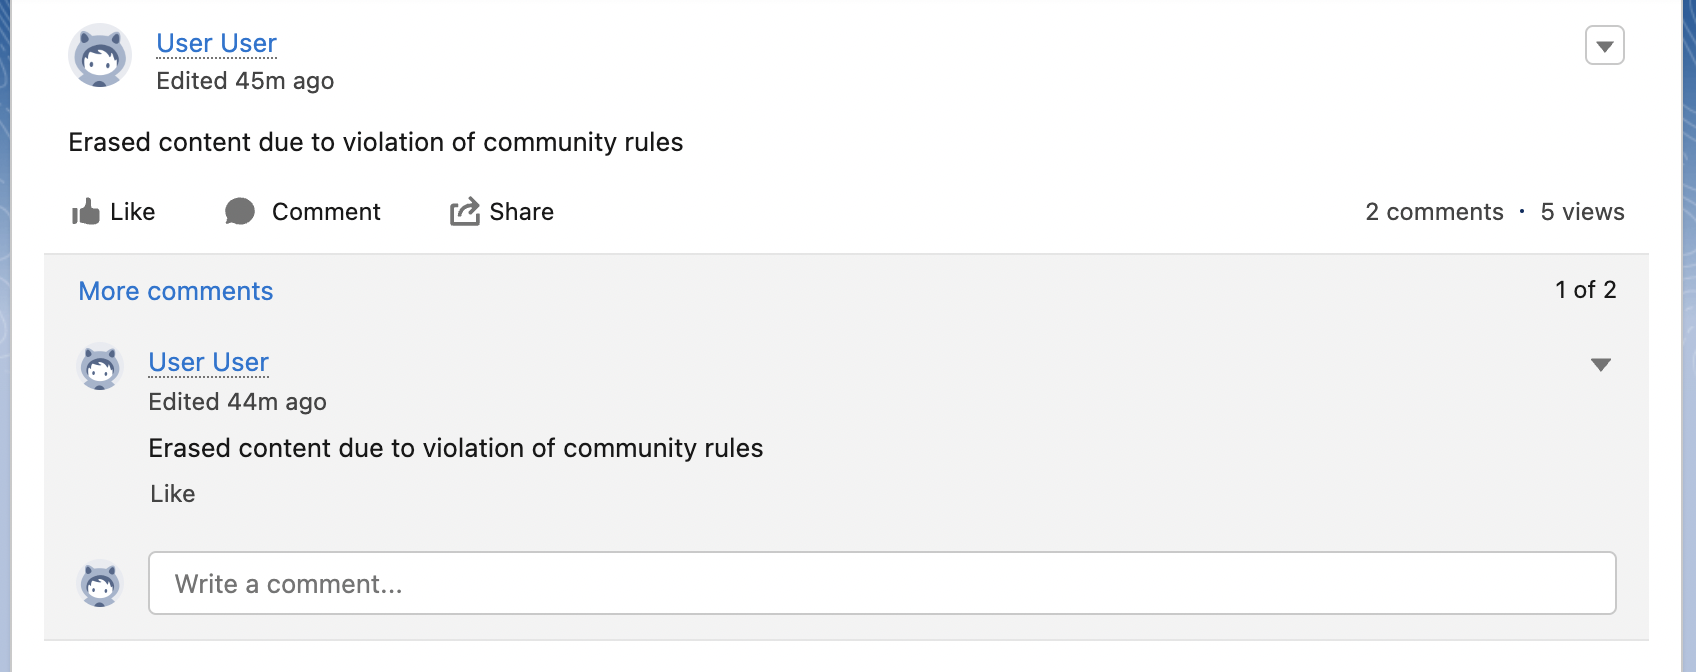 User User
Edited 45m ago
Erased content due to violation of community rules
Like Comment Share 2 comments · 5 views
More comments 1 of 2
User User
Edited 44m ago
Erased content due to violation of community rules
Like
Write a comment...